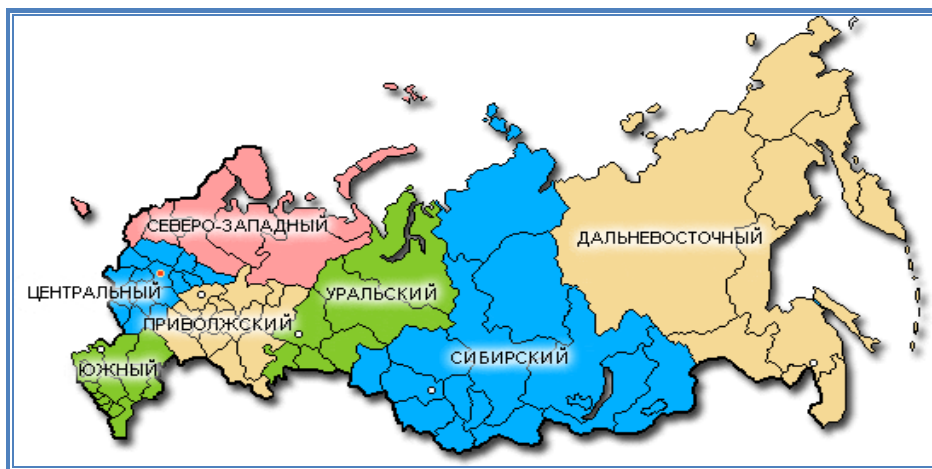 СЕВЕРО-ЗАПАДНЫЙ
ДАЛЬНЕВОСТОЧНЫЙ
ЦЕНТРАЛЬНЫЙ
УРАЛЬСКИЙ
ПРИВОЛЖСКИЙ
СИБИРСКИЙ
ЮЖНЫЙ